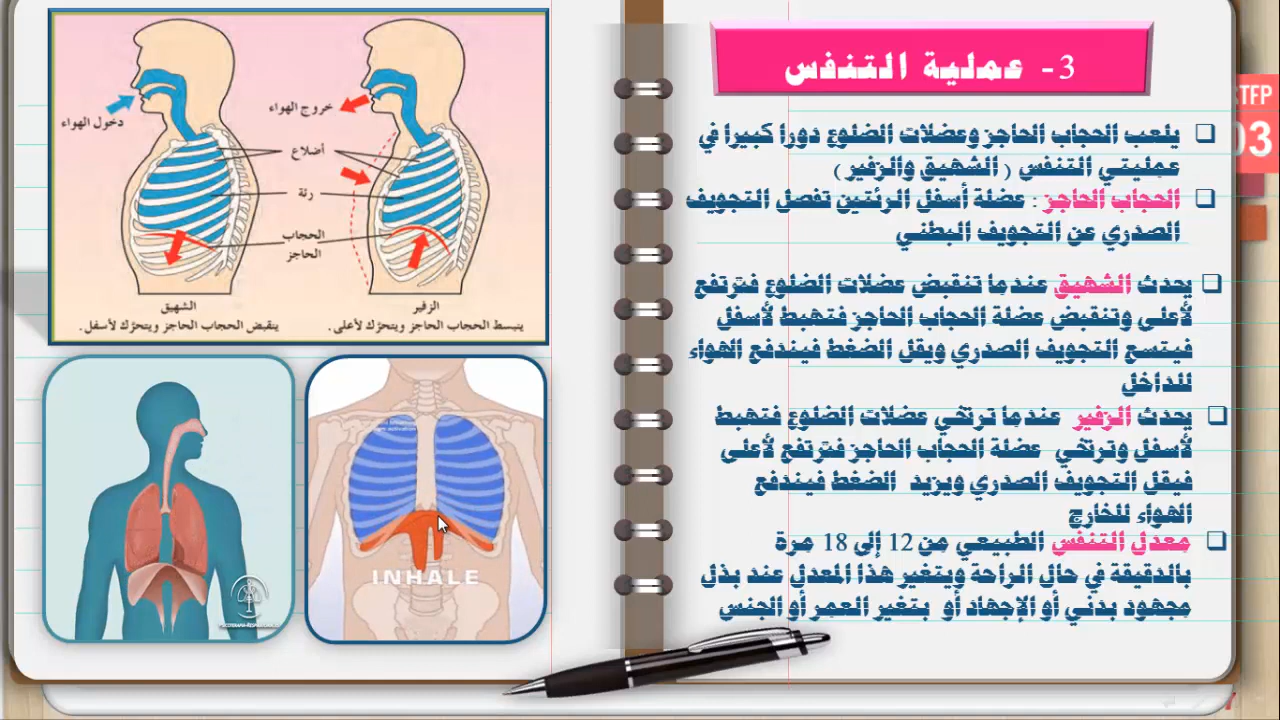 3- عملية التنفس
يلعب الحجاب الحاجز وعضلات الضلوع دورا كبيرا في
عمليتي التنفس ( الشهيق والزفير )
الحجاب الحاجز : عضلة أسفل الرئتين تفصل التجويف
الصدري عن التجويف البطني
يحدث الشهيق عندما تنقبض عضلات الضلوع فترتفع
لأعلى وتنقبض عضلة الحجاب الحاجز فتهبط لأسفل
فيتسع التجويف الصدري ويقل الضغط فيندفع الهواء
للداخل
يحدث الزفير عندما ترتخي عضلات الضلوع فتهبط
لأسفل وترتخي عضلة الحجاب الحاجز فترتفع لأعلى
فيقل التجويف الصدري ويزيد الضغط فيندفع
الهواء للخارج
معدل التنفس الطبيعي من 12 إلى 18 مرة
بالدقيقة في حال الراحة ويتغير هذا المعدل عند بذل
مجهود بدني أو الإجهاد أو بتغير العمر أو الجنس
خروج الهواء
دخول الهواء
أضلاع
رئة
الحجاب
الحاجز
الزفير
ينبسط الحجاب الحاجز ويتحرّك لأعلى.
الشهيق
ينقبض الحجاب الحاجز ويتحرّك لأسفل.
INHALE
TFP
03